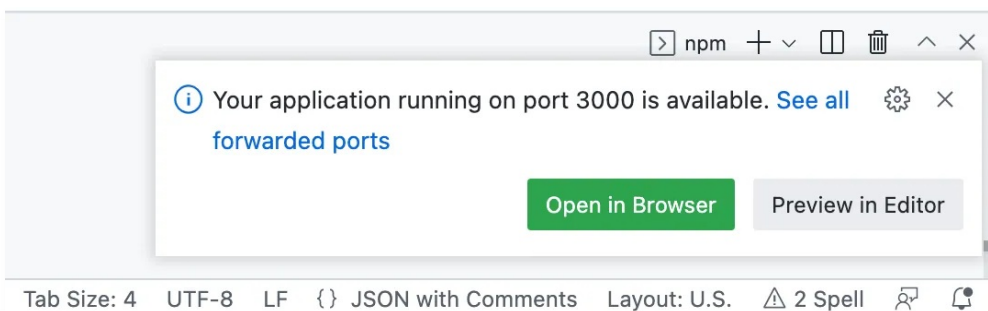 npm
Your application running on port 3000 is available. See all
forwarded ports
Open in Browser Preview in Editor
Tab Size: 4 UTF-8 LF {} JSON with Comments Layout: U.S. 2 Spell